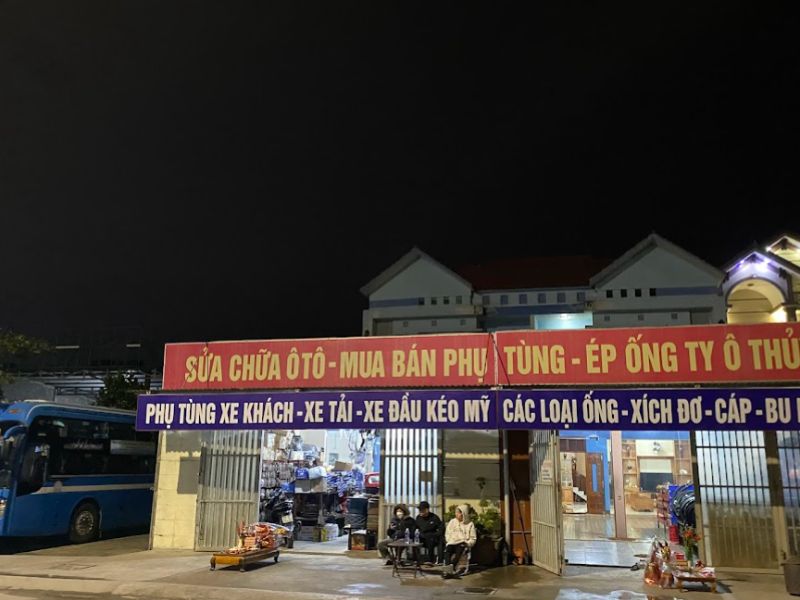 SỬA CHỮA ÔTÔ - MUA BÁN PHỤ TÙNG - ÉP ỐNG TY Ô THỦ
PHỤ TÙNG XE KHÁCH - XE TẢI - XE ĐẦU KÉO MỸ CÁC LOẠI ỐNG - XÍCH ĐƠ - CÁP - BU